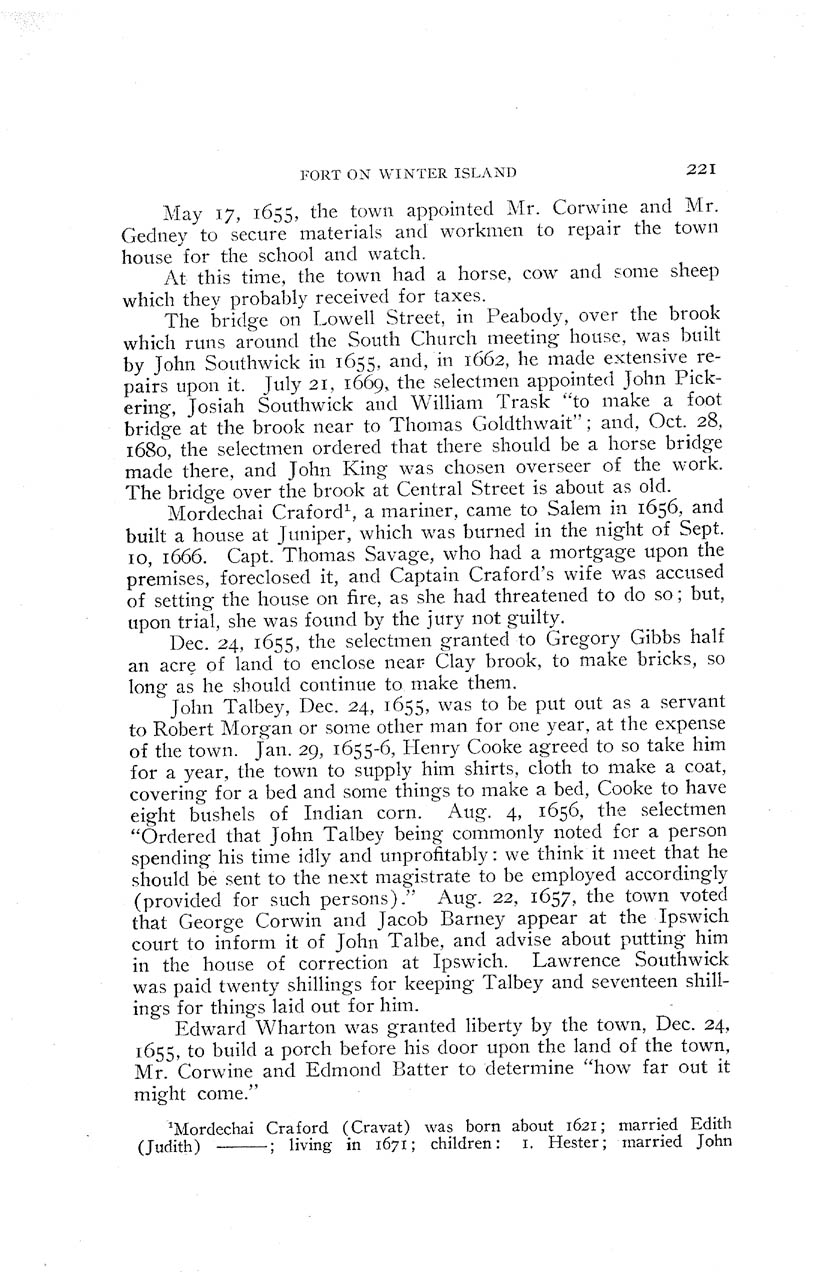 FORT ON WINTER ISLAND 221
May 17, 1655, the town appointed Mr. Corwine and Mr.
Gedney to secure materials and workmen to repair the town
house for the school and watch.
At this time, the town had a horse, cow and some sheep
which they probably received for taxes.
The bridge on Lowell Street, in Peabody, over the brook
which runs around the South Church meeting house, was built
by John Southwick in 1655, and, in 1662, he made extensive re-
pairs upon it. July 21, 1669, the selectmen appointed John Pick-
ering, Josiah Southwick and William Trask "to make a foot
bridge at the brook near to Thomas Goldthwait"; and, Oct. 28,
1680, the selectmen ordered that there should be a horse bridge
made there, and John King was chosen overseer of the work.
The bridge over the brook at Central Street is about as old.
Mordechai Craford¹, a mariner, came to Salem in 1656, and
built a house at Juniper, which was burned in the night of Sept.
10, 1666. Capt. Thomas Savage, who had a mortgage upon the
premises, foreclosed it, and Captain Craford's wife was accused
of setting the house on fire, as she had threatened to do so; but,
upon trial, she was found by the jury not guilty.
Dec. 24, 1655, the selectmen granted to Gregory Gibbs half
an acre of land to enclose near Clay brook, to make bricks, so
long as he should continue to make them.
John Talbey, Dec. 24, 1655, was to be put out as a servant
to Robert Morgan or some other man for one year, at the expense
of the town. Jan. 29, 1655-6, Henry Cooke agreed to so take him
for a year, the town to supply him shirts, cloth to make a coat,
covering for a bed and some things to make a bed, Cooke to have
eight bushels of Indian corn. Aug. 4, 1656, the selectmen
"Ordered that John Talbey being commonly noted for a person
spending his time idly and unprofitably: we think it meet that he
should be sent to the next magistrate to be employed accordingly
(provided for such persons)." Aug. 22, 1657, the town voted
that George Corwin and Jacob Barney appear at the Ipswich
court to inform it of John Talbe, and advise about putting him
in the house of correction at Ipswich. Lawrence Southwick
was paid twenty shillings for keeping Talbey and seventeen shill-
ings for things laid out for him.
Edward Wharton was granted liberty by the town, Dec. 24,
1655, to build a porch before his door upon the land of the town,
Mr. Corwine and Edmond Batter to determine "how far out it
might come."
¹Mordechai Craford (Cravat) was born about 1621; married Edith
(Judith) ———; living in 1671; children: 1. Hester; married John